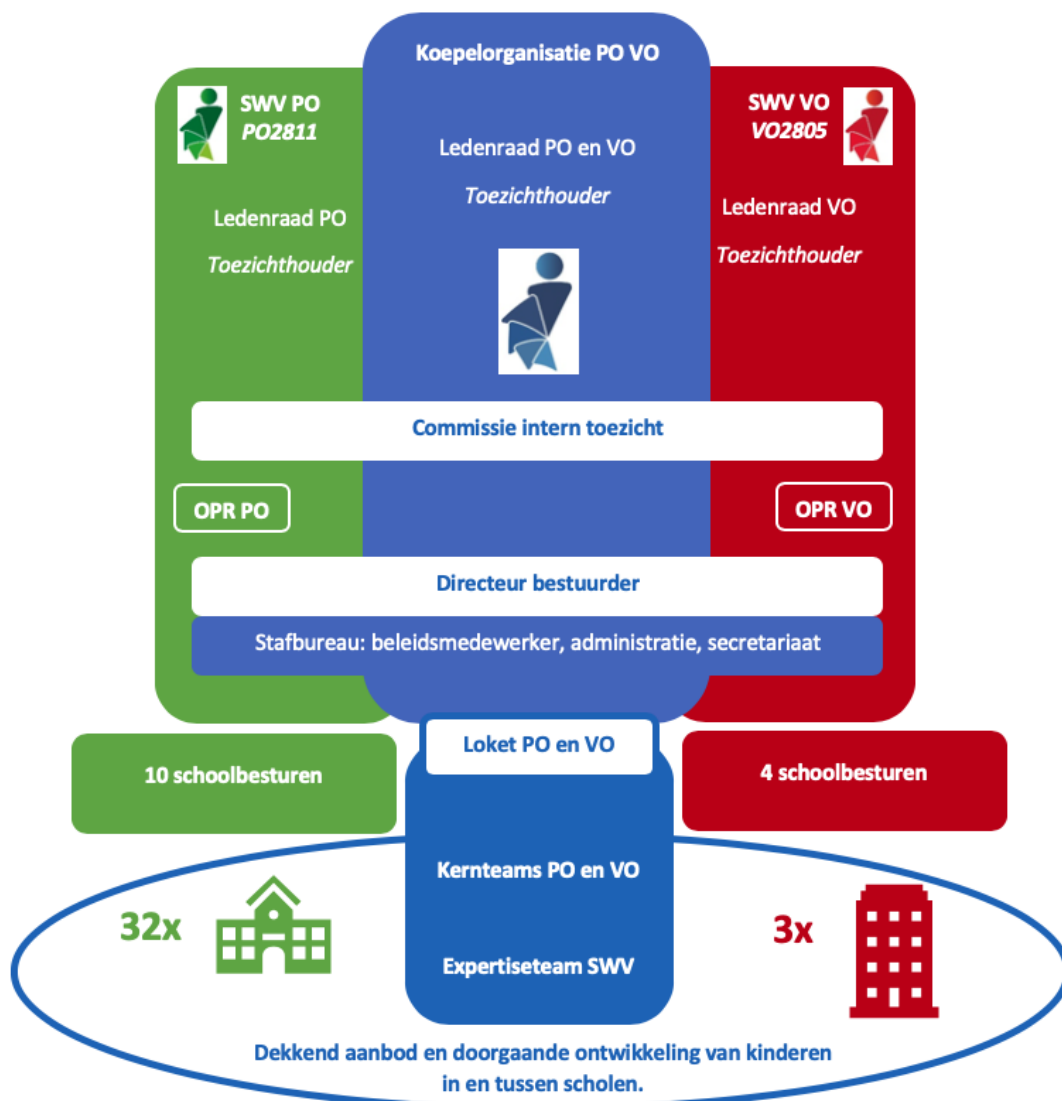 Koepelorganisatie PO VO
SWV PO
PO2811
SWV VO
VO2805
Ledenraad PO en VO
Toezichthouder
Ledenraad PO
Toezichthouder
Ledenraad VO
Toezichthouder
Commissie intern toezicht
OPR PO
OPR VO
Directeur bestuurder
Stafbureau: beleidsmedewerker, administratie, secretariaat
Loket PO en VO
10 schoolbesturen
4 schoolbesturen
Kernteams PO en VO
32x
3x
Expertiseteam SWV
Dekkend aanbod en doorgaande ontwikkeling van kinderen
in en tussen scholen.